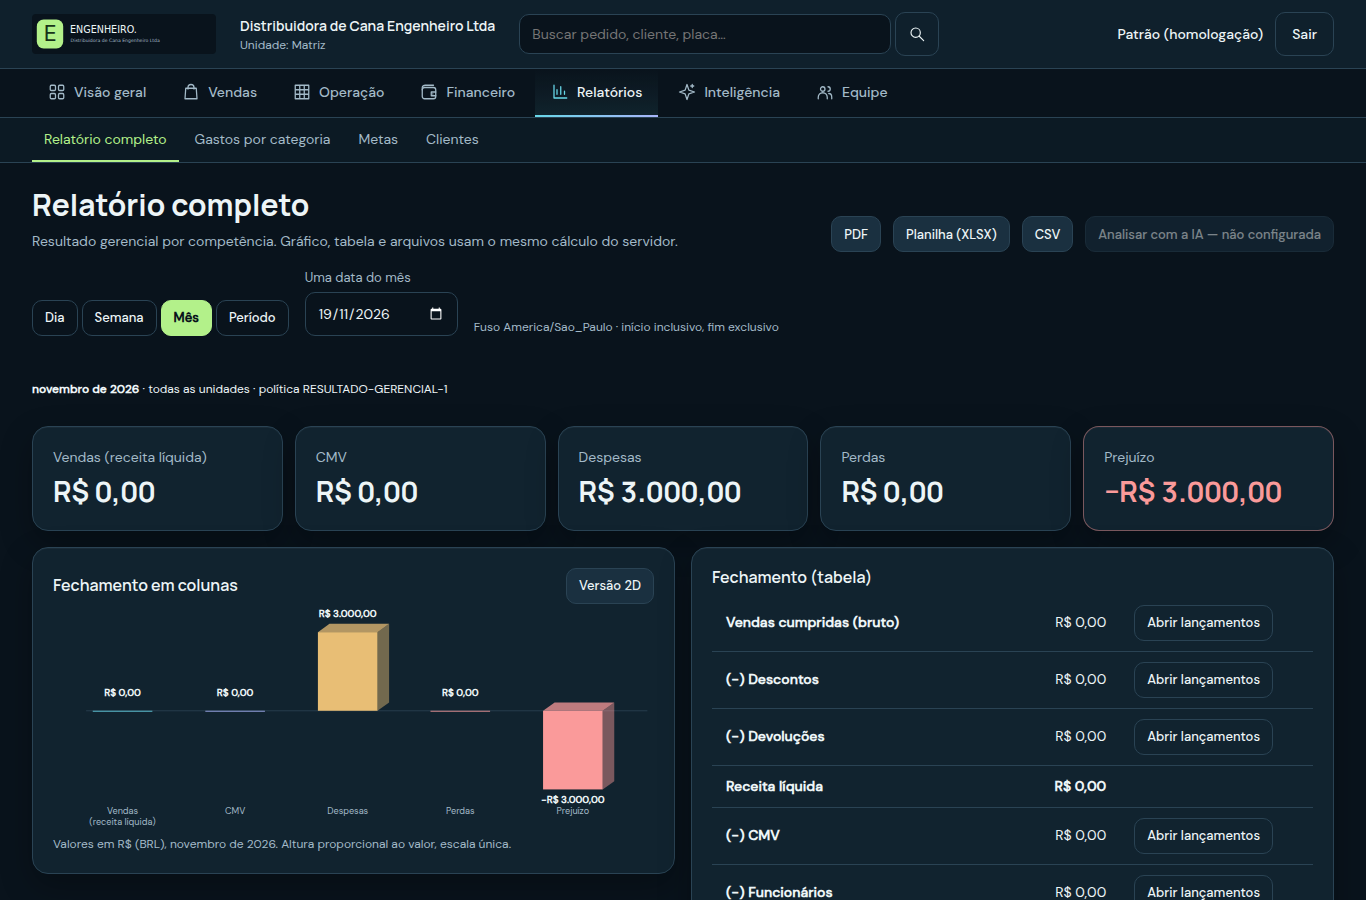 E ENGENHEIRO.
Distribuidora de Cana Engenheiro Ltda
Distribuidora de Cana Engenheiro Ltda
Unidade: Matriz
Buscar pedido, cliente, placa...
Patrão (homologação)
Sair
Visão geral
Vendas
Operação
Financeiro
Relatórios
Inteligência
Equipe
Relatório completo
Gastos por categoria
Metas
Clientes
Relatório completo
Resultado gerencial por competência. Gráfico, tabela e arquivos usam o mesmo cálculo do servidor.
PDF
Planilha (XLSX)
CSV
Analisar com a IA — não configurada
Uma data do mês
Dia
Semana
Mês
Período
19/11/2026
Fuso America/Sao_Paulo · início inclusivo, fim exclusivo
novembro de 2026 · todas as unidades · política RESULTADO-GERENCIAL-1
Vendas (receita líquida)
R$ 0,00
CMV
R$ 0,00
Despesas
R$ 3.000,00
Perdas
R$ 0,00
Prejuízo
−R$ 3.000,00
Fechamento em colunas
Versão 2D
R$ 0,00
R$ 0,00
R$ 3.000,00
R$ 0,00
−R$ 3.000,00
Vendas
(receita líquida)
CMV
Despesas
Perdas
Prejuízo
Valores em R$ (BRL), novembro de 2026. Altura proporcional ao valor, escala única.
Fechamento (tabela)
Vendas cumpridas (bruto) R$ 0,00 Abrir lançamentos
(−) Descontos R$ 0,00 Abrir lançamentos
(−) Devoluções R$ 0,00 Abrir lançamentos
Receita líquida R$ 0,00
(−) CMV R$ 0,00 Abrir lançamentos
(−) Funcionários R$ 0,00 Abrir lançamentos